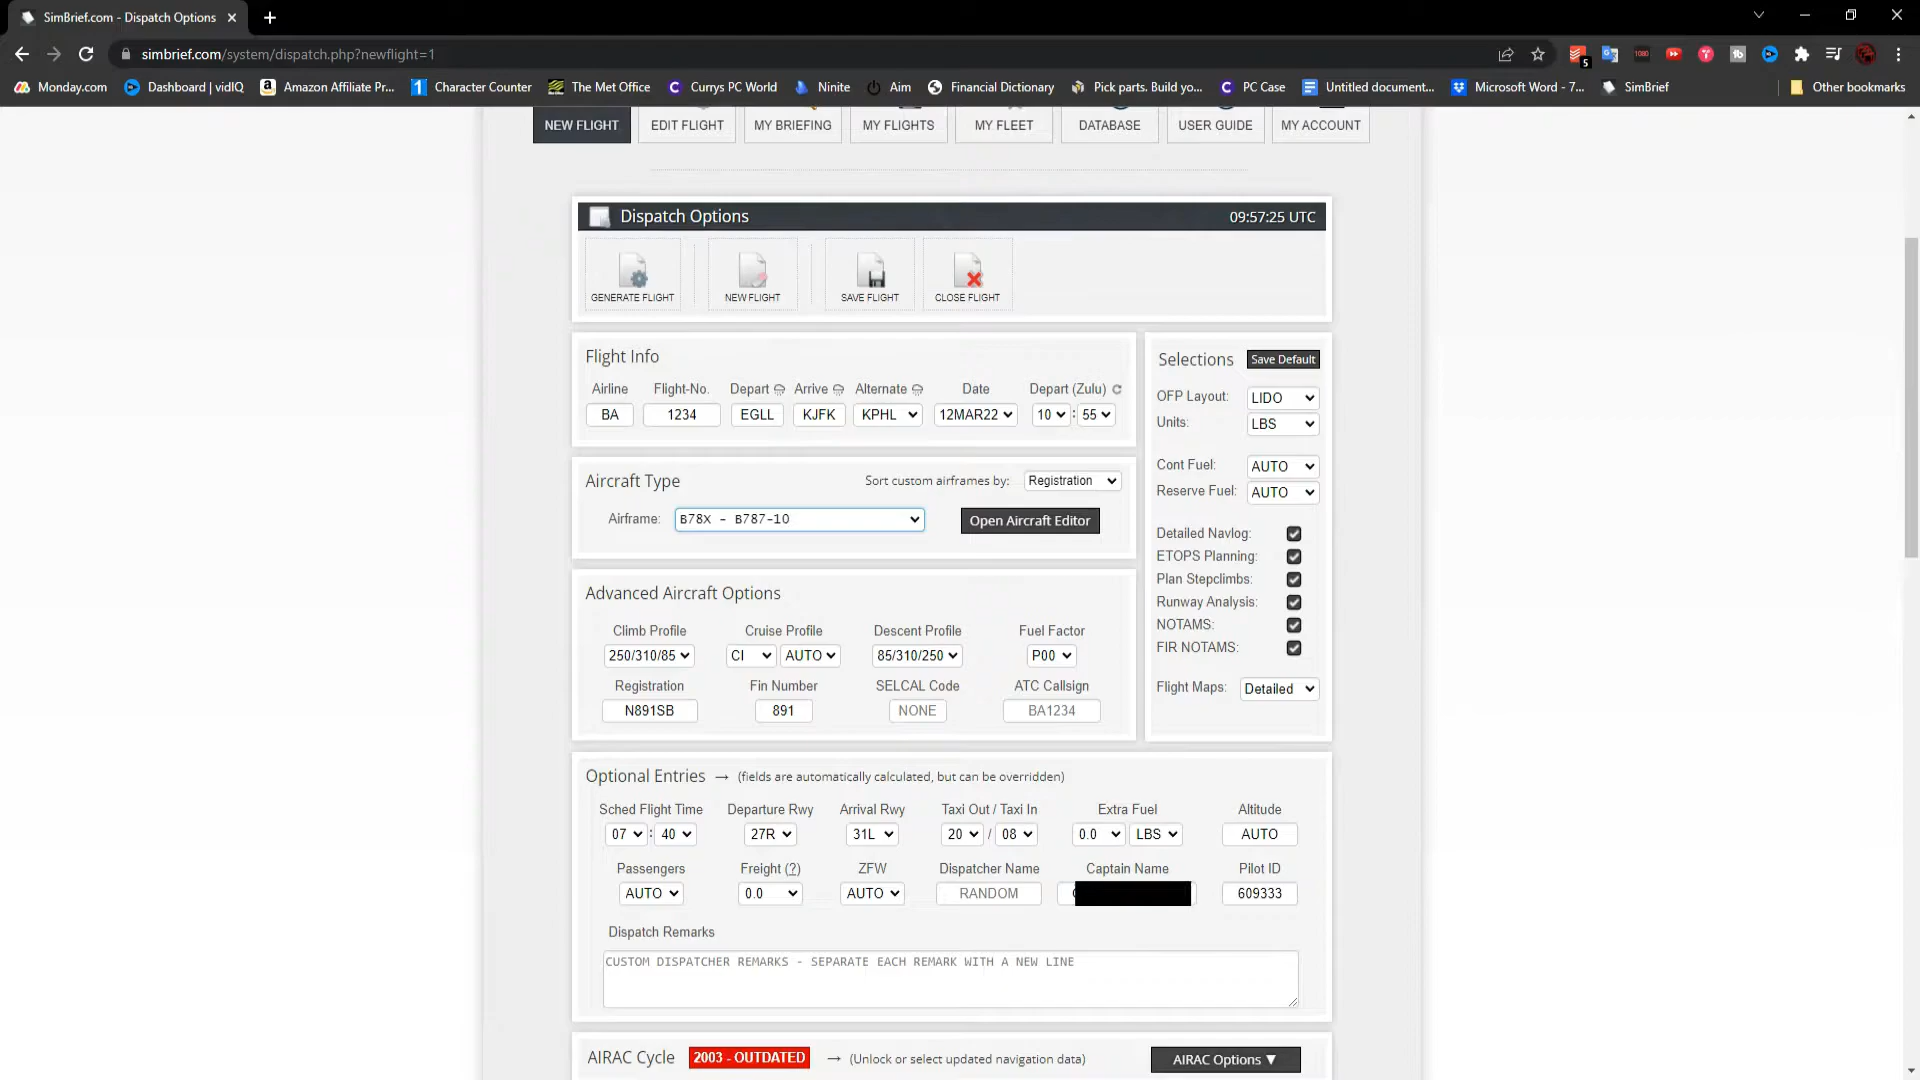 SimBrief.com - Dispatch Options
simbrief.com/system/dispatch.php?newflight=1
5
Monday.com Dashboard | vidIQ Amazon Affiliate Pr... Character Counter The Met Office Currys PC World Ninite Aim Financial Dictionary Pick parts. Build yo... PC Case Untitled document... Microsoft Word - 7... SimBrief Other bookmarks
NEW FLIGHT EDIT FLIGHT MY BRIEFING MY FLIGHTS MY FLEET DATABASE USER GUIDE MY ACCOUNT
Dispatch Options 09:57:25 UTC
GENERATE FLIGHT NEW FLIGHT SAVE FLIGHT CLOSE FLIGHT
Flight Info
Airline Flight-No. Depart Arrive Alternate Date Depart (Zulu)
BA 1234 EGLL KJFK KPHL 12MAR22 10 : 55
Selections Save Default
OFP Layout: LIDO
Units: LBS
Cont Fuel: AUTO
Reserve Fuel: AUTO
Detailed Navlog:
ETOPS Planning:
Plan Stepclimbs:
Runway Analysis:
NOTAMS:
FIR NOTAMS:
Flight Maps: Detailed
Aircraft Type Sort custom airframes by: Registration
Airframe: B78X - B787-10 Open Aircraft Editor
Advanced Aircraft Options
Climb Profile Cruise Profile Descent Profile Fuel Factor
250/310/85 CI AUTO 85/310/250 P00
Registration Fin Number SELCAL Code ATC Callsign
N891SB 891 NONE BA1234
Optional Entries → (fields are automatically calculated, but can be overridden)
Sched Flight Time Departure Rwy Arrival Rwy Taxi Out / Taxi In Extra Fuel Altitude
07 : 40 27R 31L 20 / 08 0.0 LBS AUTO
Passengers Freight (?) ZFW Dispatcher Name Captain Name Pilot ID
AUTO 0.0 AUTO RANDOM 609333
Dispatch Remarks
CUSTOM DISPATCHER REMARKS - SEPARATE EACH REMARK WITH A NEW LINE
AIRAC Cycle 2003 - OUTDATED → (Unlock or select updated navigation data) AIRAC Options ▼